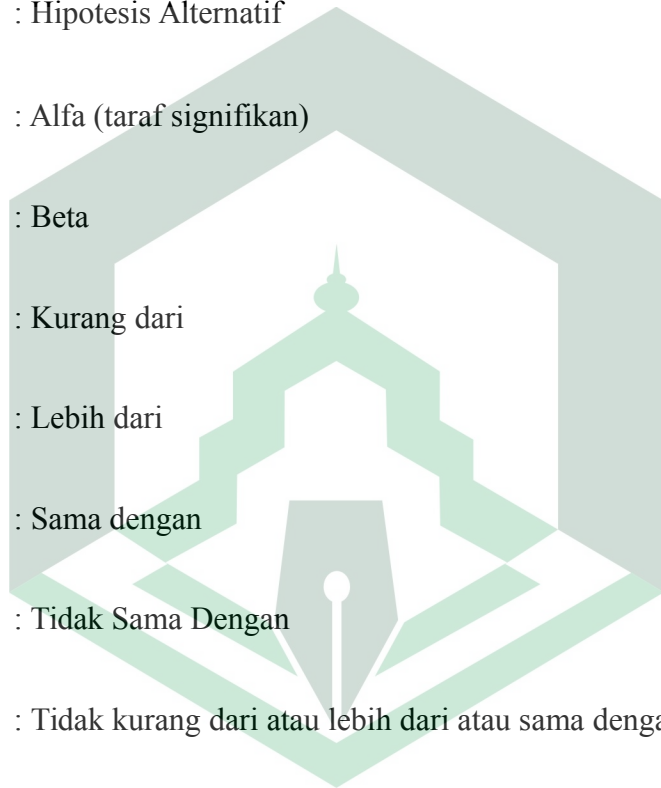 : Hipotesis Alternatif
: Alfa (taraf signifikan)
: Beta
: Kurang dari
: Lebih dari
: Sama dengan
: Tidak Sama Dengan
: Tidak kurang dari atau lebih dari atau sama